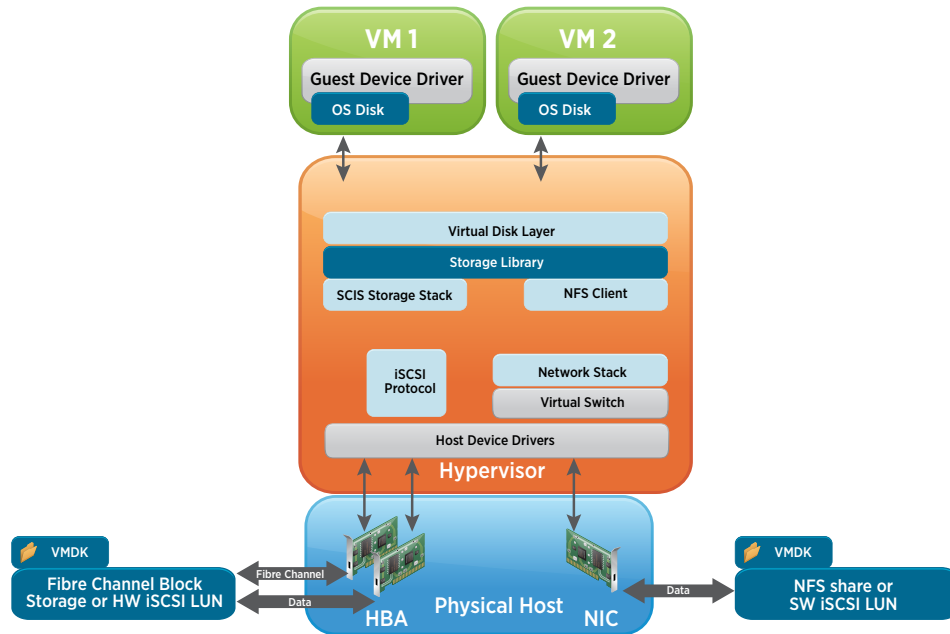 VM 1
Guest Device Driver
OS Disk
VM 2
Guest Device Driver
OS Disk
Virtual Disk Layer
Storage Library
SCIS Storage Stack
NFS Client
iSCSI
Protocol
Network Stack
Virtual Switch
Host Device Drivers
Hypervisor
VMDK
Fibre Channel Block
Storage or HW iSCSI LUN
Fibre Channel
Data
HBA
Physical Host
NIC
Data
VMDK
NFS share or
SW iSCSI LUN